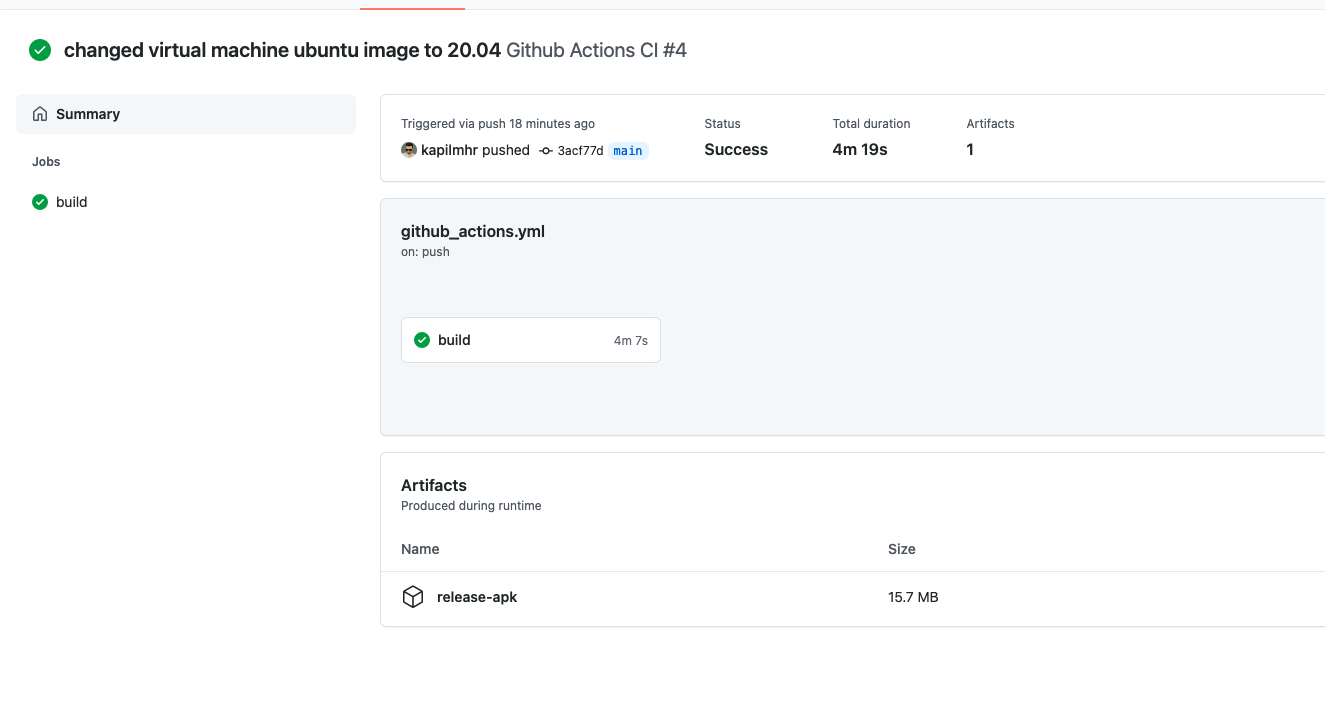 changed virtual machine ubuntu image to 20.04 Github Actions CI #4
Summary
Jobs
build
Triggered via push 18 minutes ago
kapilmhr pushed 3acf77d main
Status
Success
Total duration
4m 19s
Artifacts
1
github_actions.yml
on: push
build 4m 7s
Artifacts
Produced during runtime
Name Size
release-apk 15.7 MB